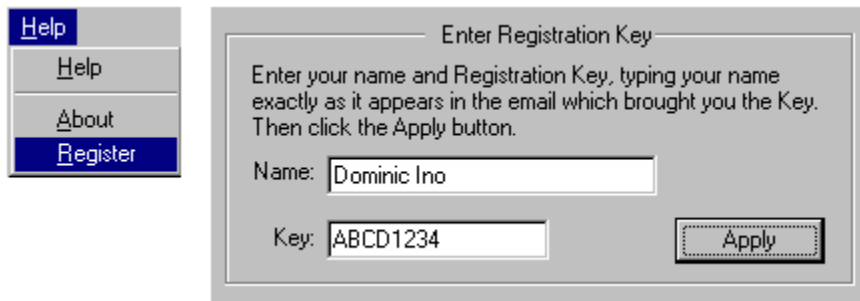 Help
Help
About
Register
Enter Registration Key
Enter your name and Registration Key, typing your name
exactly as it appears in the email which brought you the Key.
Then click the Apply button.
Name: Dominic Ino
Key: ABCD1234 Apply